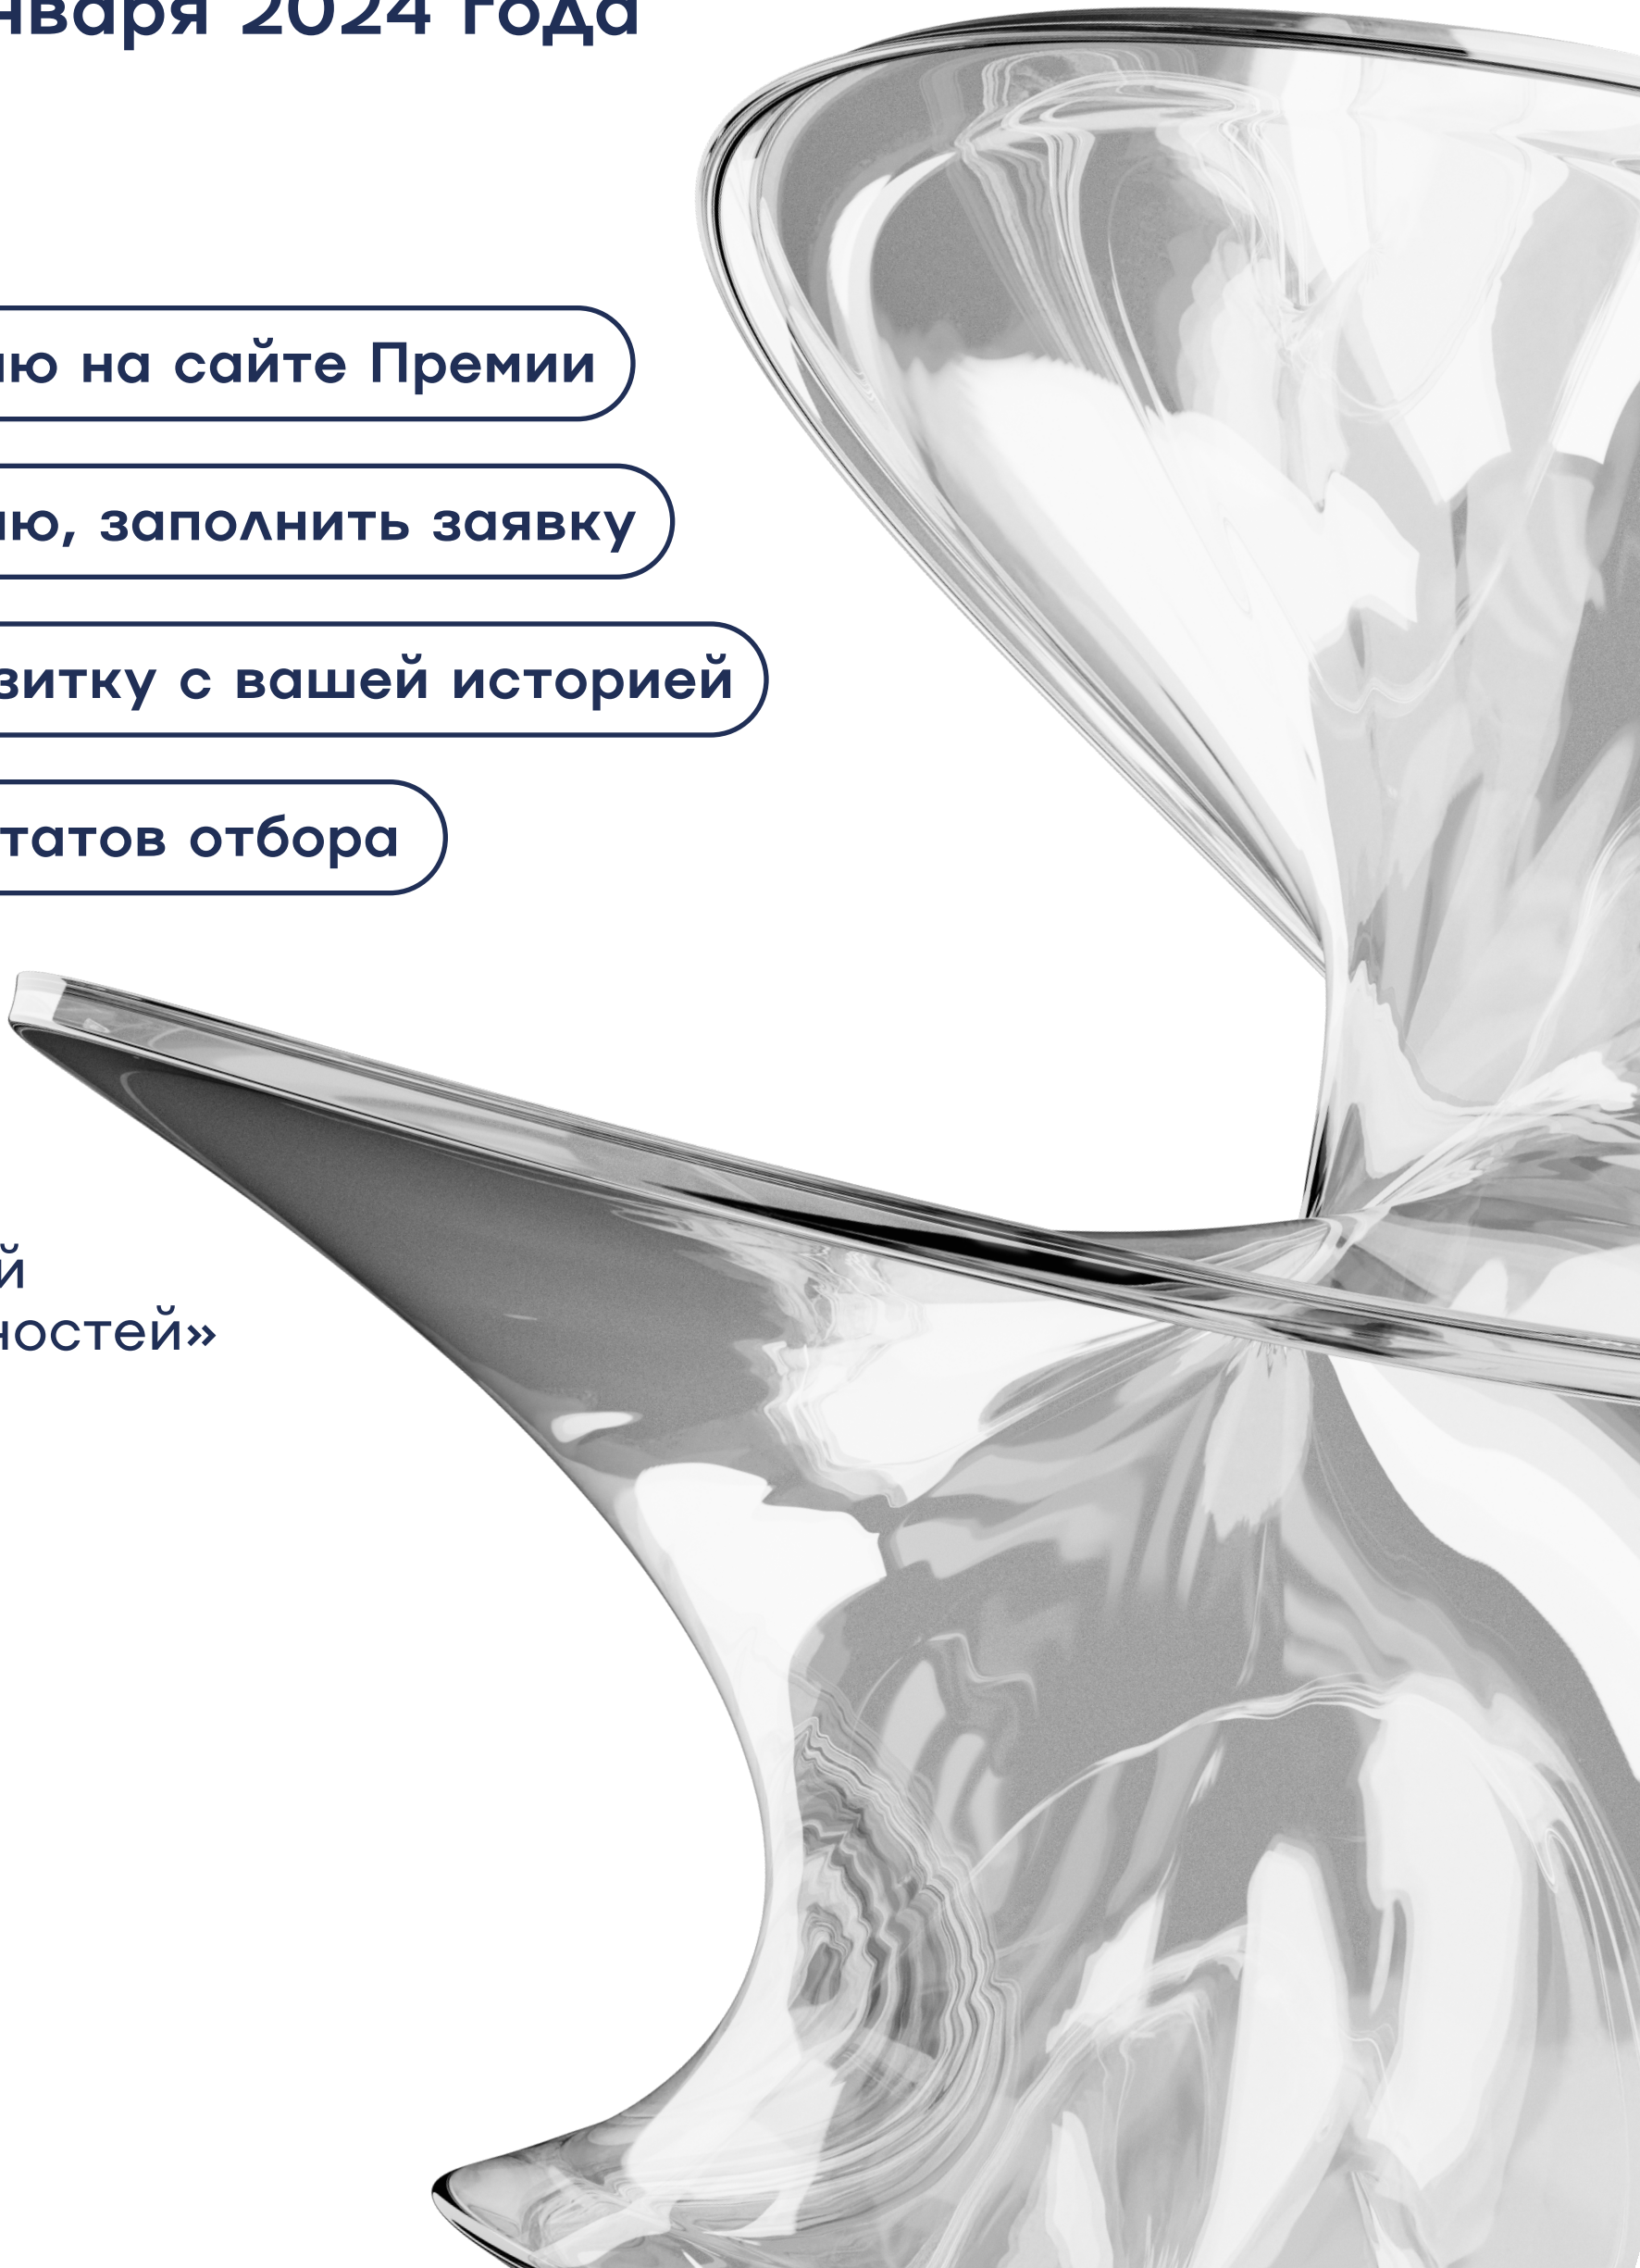 нваря 2024 года
ию на сайте Премии
ию, заполнить заявку
зитку с вашей историей
татов отбора
й
ностей»